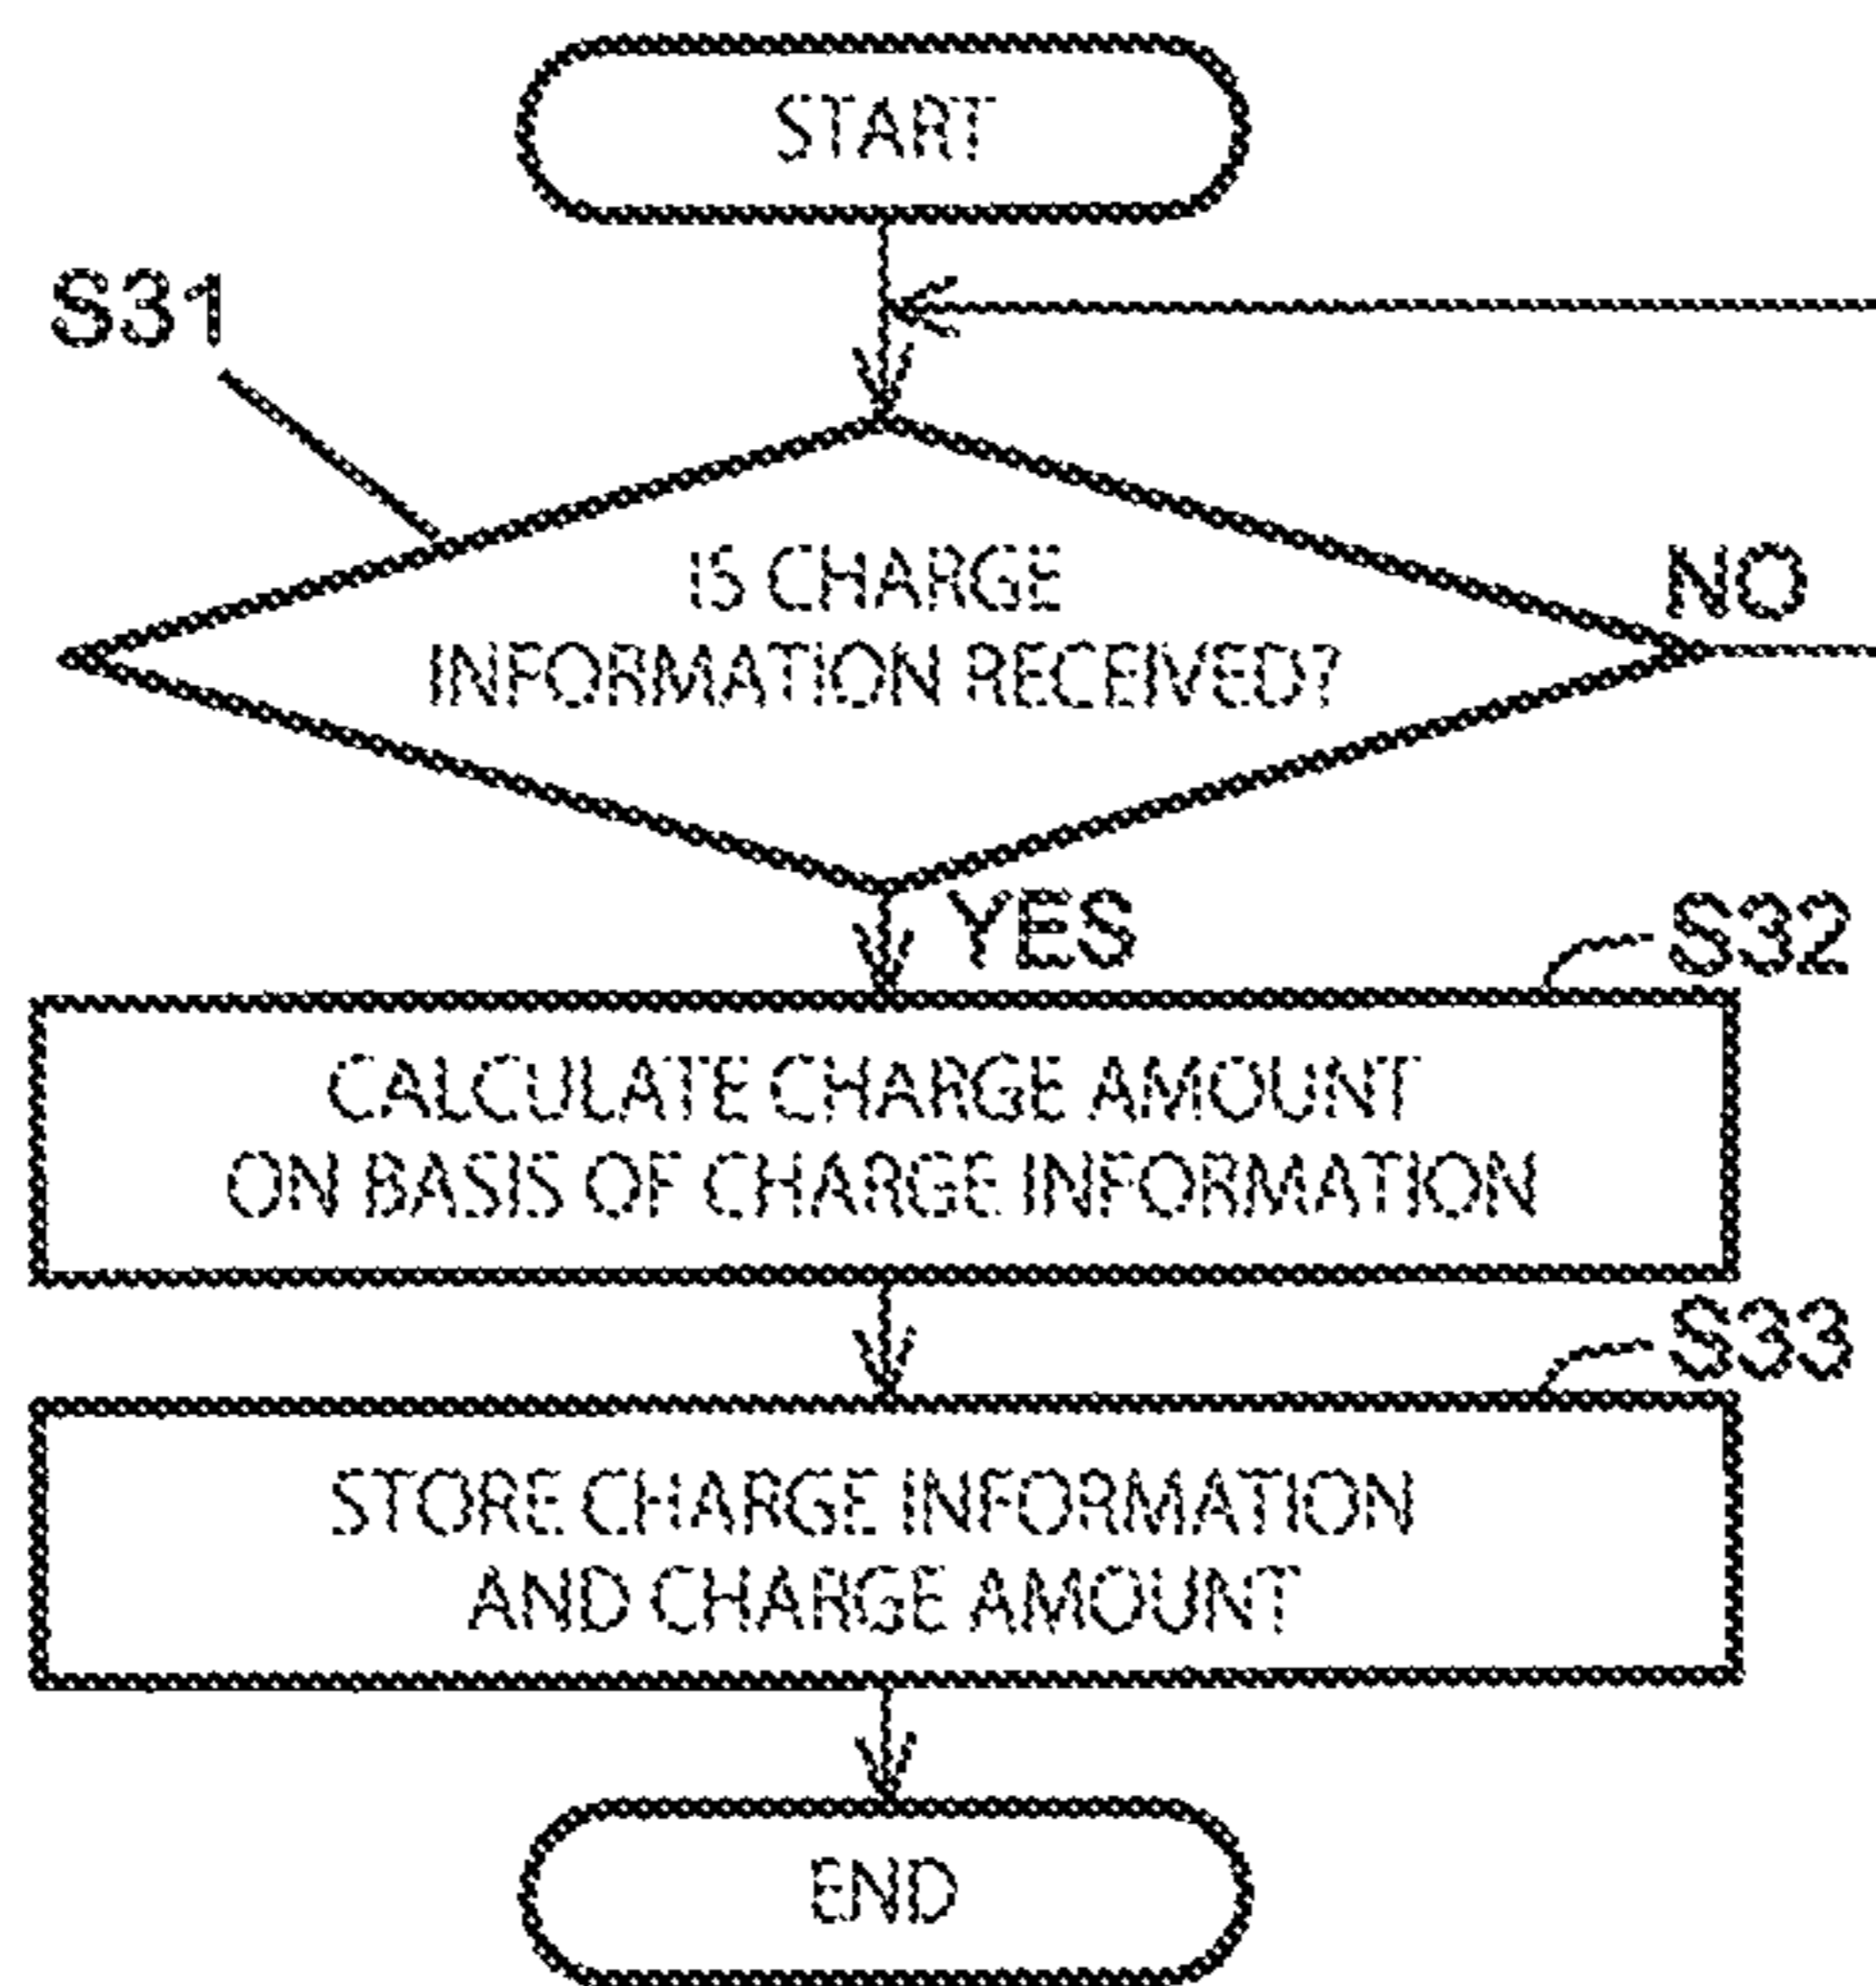 START
S31
IS CHARGE
INFORMATION RECEIVED?
NO
YES
S32
CALCULATE CHARGE AMOUNT
ON BASIS OF CHARGE INFORMATION
S33
STORE CHARGE INFORMATION
AND CHARGE AMOUNT
END